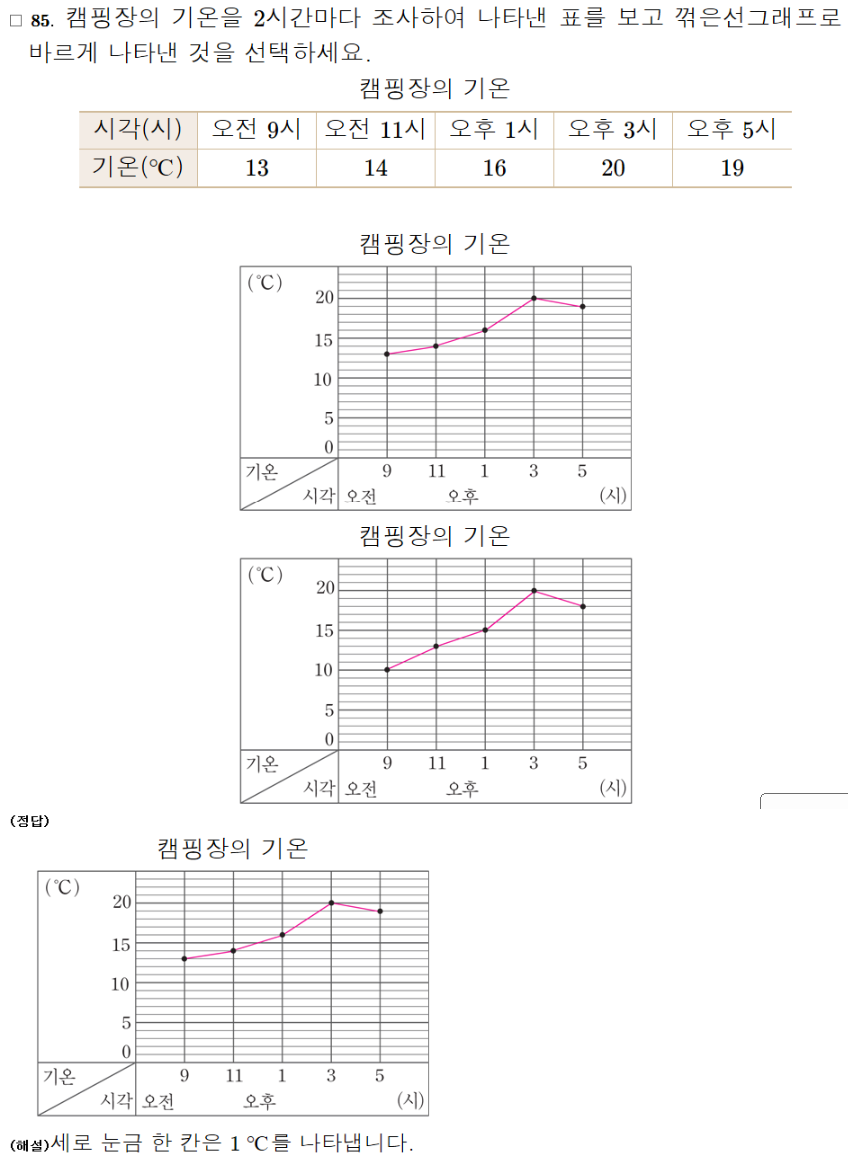 □ 85. 캠핑장의 기온을 2시간마다 조사하여 나타낸 표를 보고 꺾은선그래프로
바르게 나타낸 것을 선택하세요.
캠핑장의 기온
시각(시) 오전 9시 오전 11시 오후 1시 오후 3시 오후 5시
기온(℃) 13 14 16 20 19
캠핑장의 기온
(℃)
20
15
10
5
0
기온 9 11 1 3 5
시각 오전 오후 (시)
캠핑장의 기온
(℃)
20
15
10
5
0
기온 9 11 1 3 5
시각 오전 오후 (시)
(정답)
캠핑장의 기온
(℃)
20
15
10
5
0
기온 9 11 1 3 5
시각 오전 오후 (시)
(해설)세로 눈금 한 칸은 1 ℃를 나타냅니다.